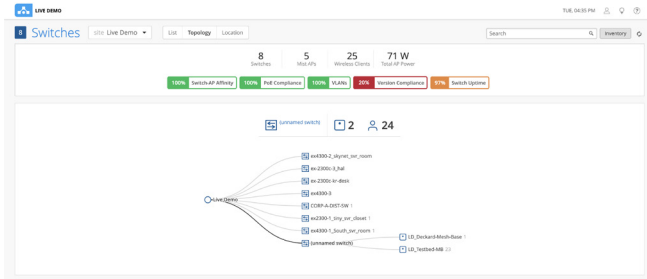 LIVE DEMO
TUE, 04:35 PM
8 Switches site Live Demo List Topology Location Search Inventory
8 5 25 71 W
Switches Mist APs Wireless Clients Total AP Power
100% Switch-AP Affinity 100% PoE Compliance 100% VLANs 20% Version Compliance 97% Switch Uptime
(unnamed switch) 2 24
ex4300-2_skynet_svr_room
ex-2300c-3_hal
ex-2300c-kr-desk
ex4300-3
Live Demo
CORP-A-DIST-SW 1
ex2300-1_tiny_svr_closet 1
ex4300-1_South_svr_room 1
(unnamed switch)
LD_Deckard-Mesh-Base 1
LD_Testbed-MB 23